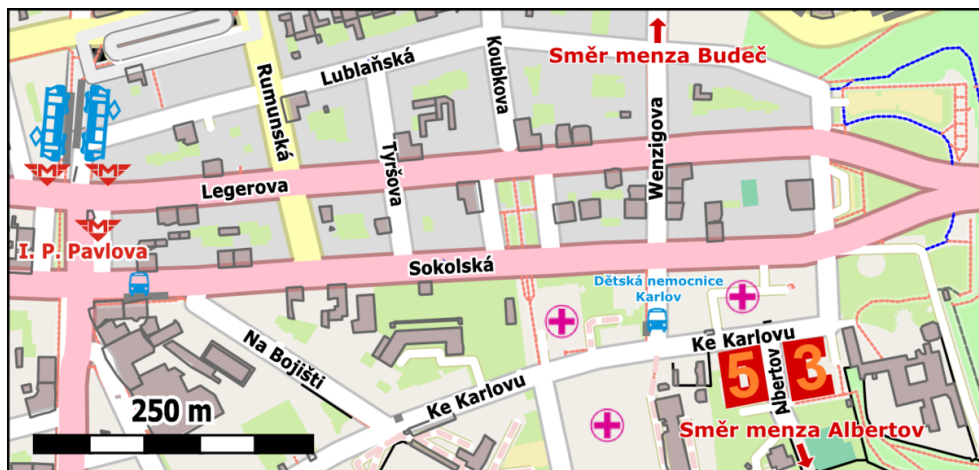 Směr menza Budeč
Lublaňská
Koubkova
Rumunská
Tyršova
Wenzigova
Legerova
I. P. Pavlova
Sokolská
Dětská nemocnice
Karlov
Na Bojišti
Ke Karlovu
Ke Karlovu
5
3
Albertov
250 m
Směr menza Albertov
M
M
M